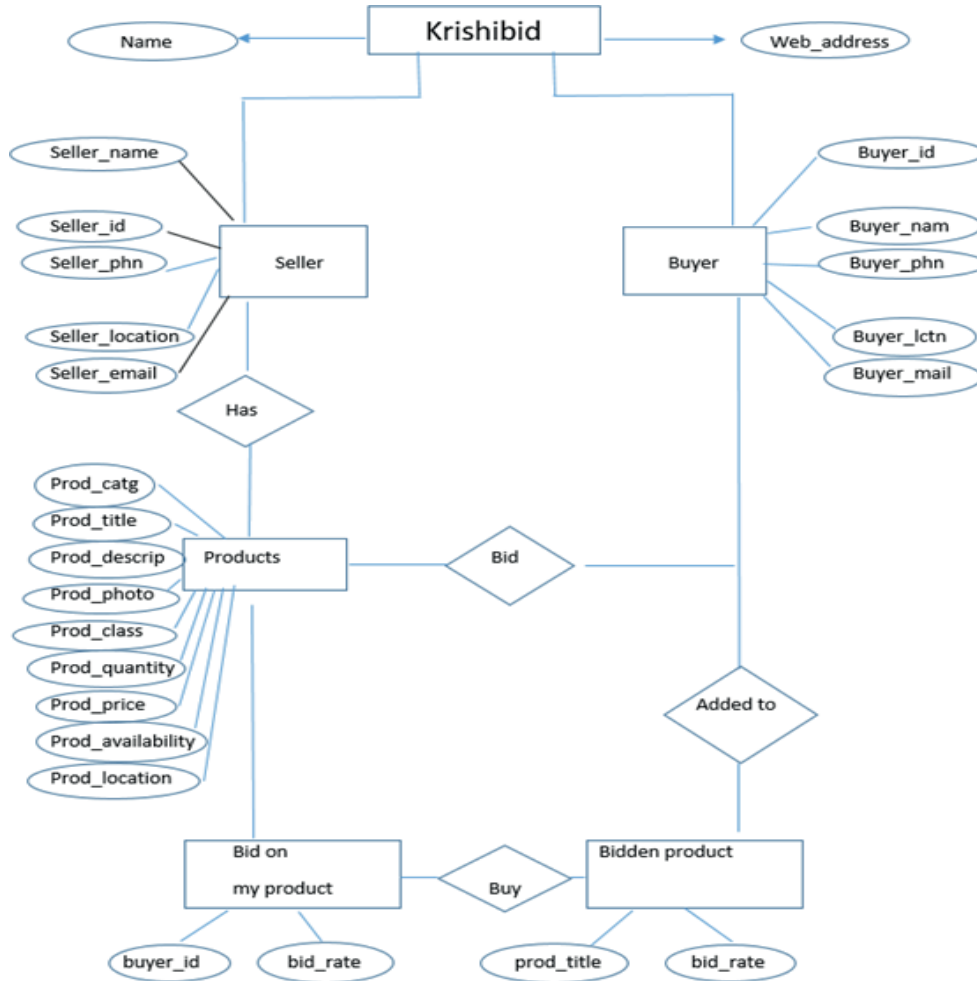 Krishibid
Name
Web_address
Seller_name
Buyer_id
Seller_id
Buyer_nam
Seller_phn
Seller
Buyer
Buyer_phn
Seller_location
Buyer_lctn
Seller_email
Buyer_mail
Has
Prod_catg
Prod_title
Prod_descrip
Products
Bid
Prod_photo
Prod_class
Prod_quantity
Prod_price
Added to
Prod_availability
Prod_location
Bid on
my product
Buy
Bidden product
buyer_id
bid_rate
prod_title
bid_rate